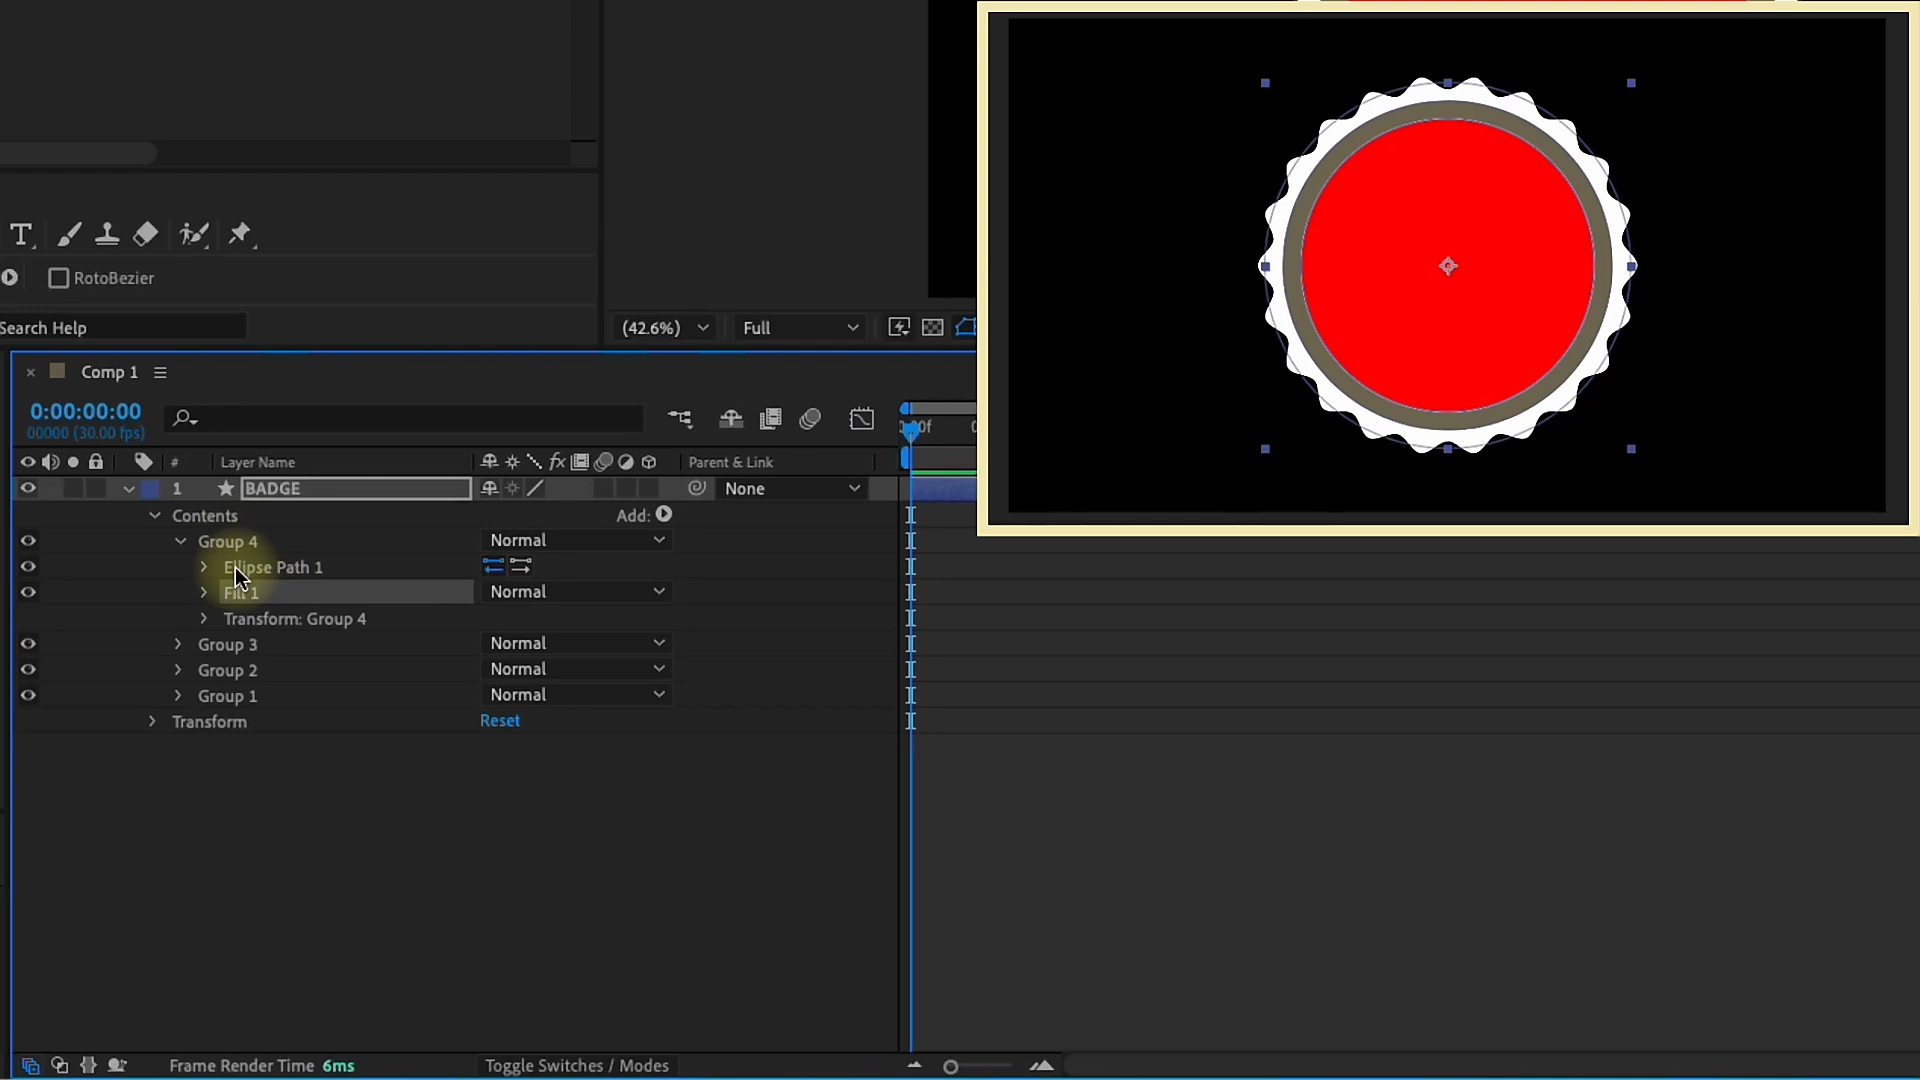 RotoBezier
Search Help
(42.6%)
Full
Comp 1
0:00:00:00
00000 (30.00 fps)
# Layer Name
Parent & Link
1 BADGE
None
Contents
Add:
Group 4
Normal
Ellipse Path 1
Fill 1
Normal
Transform: Group 4
Group 3
Normal
Group 2
Normal
Group 1
Normal
Transform
Reset
Frame Render Time 6ms
Toggle Switches / Modes